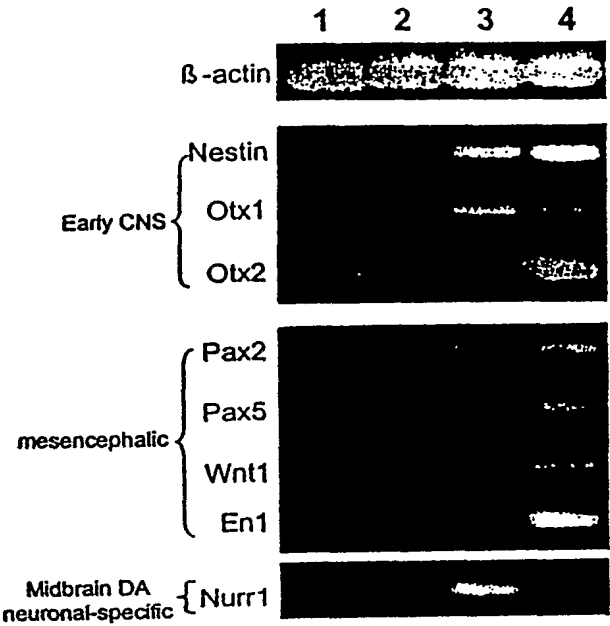 1 2 3 4
ß-actin
Nestin
Early CNS
Otx1
Otx2
Pax2
Pax5
mesencephalic
Wnt1
En1
Midbrain DA
neuronal-specific
Nurr1